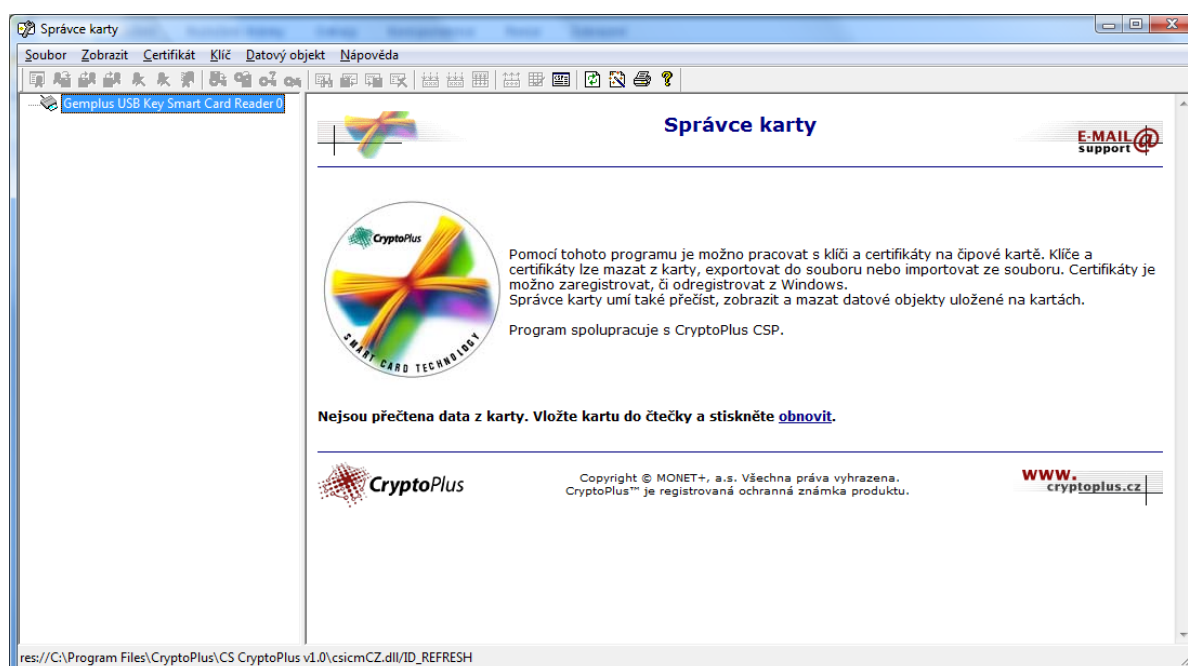 Správce karty
Soubor Zobrazit Certifikát Klíč Datový objekt Nápověda
Gemplus USB Key Smart Card Reader 0
Správce karty
E-MAIL@
support
CryptoPlus
SMART CARD TECHNOLOGY
Pomocí tohoto programu je možno pracovat s klíči a certifikáty na čipové kartě. Klíče a
certifikáty lze mazat z karty, exportovat do souboru nebo importovat ze souboru. Certifikáty je
možno zaregistrovat, či odregistrovat z Windows.
Správce karty umí také přečíst, zobrazit a mazat datové objekty uložené na kartách.
Program spolupracuje s CryptoPlus CSP.
Nejsou přečtena data z karty. Vložte kartu do čtečky a stiskněte obnovit.
CryptoPlus
Copyright © MONET+, a.s. Všechna práva vyhrazena.
CryptoPlus™ je registrovaná ochranná známka produktu.
WWW.
cryptoplus.cz
res://C:\Program Files\CryptoPlus\CS CryptoPlus v1.0\csicmCZ.dll/ID_REFRESH